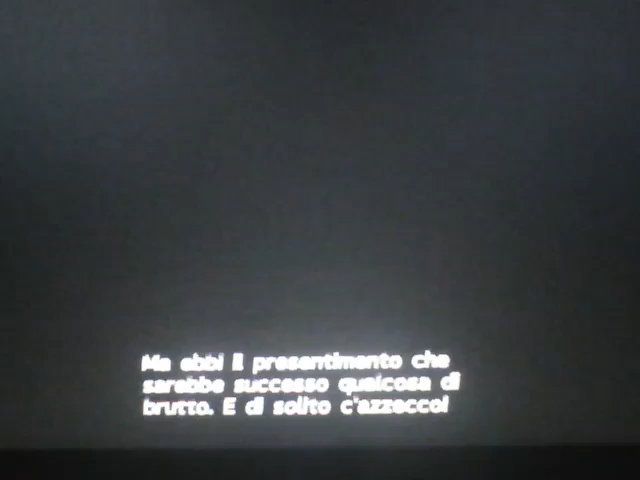 Ma ebbi il presentimento che
sarebbe successo qualcosa di
brutto. E di solito c'azzecco!